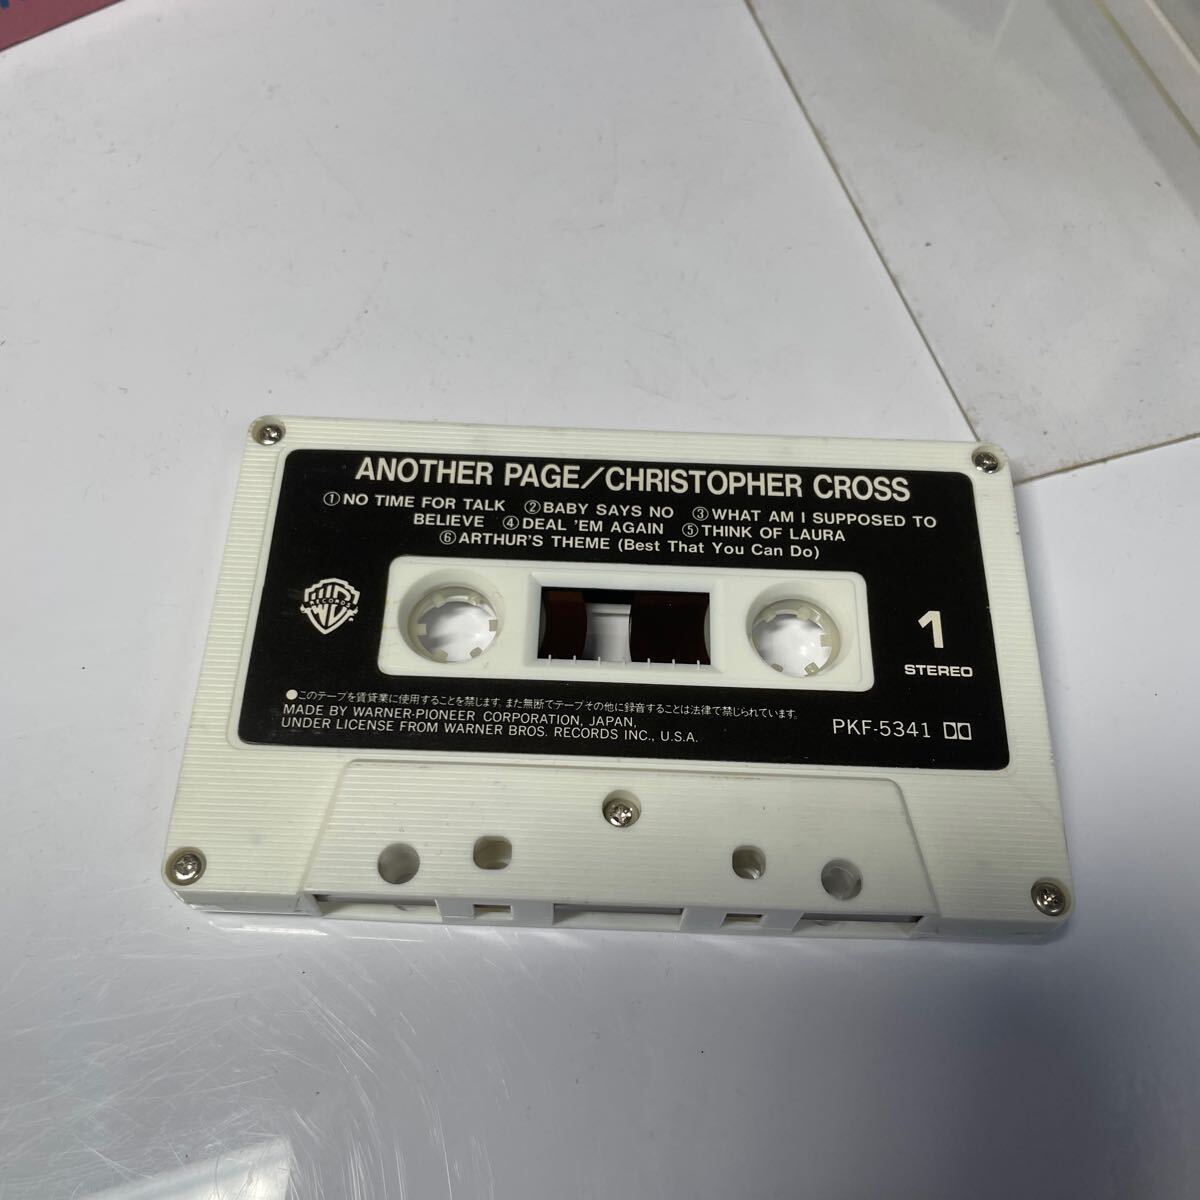 ANOTHER PAGE/CHRISTOPHER CROSS
①NO TIME FOR TALK ②BABY SAYS NO ③WHAT AM I SUPPOSED TO
BELIEVE ④DEAL 'EM AGAIN ⑤THINK OF LAURA
⑥ARTHUR'S THEME (Best That You Can Do)
RECORDS
1
STEREO
●このテープを賃貸業に使用することを禁じます。また無断でテープその他に録音することは法律で禁じられています。
MADE BY WARNER-PIONEER CORPORATION, JAPAN,
UNDER LICENSE FROM WARNER BROS. RECORDS INC., U.S.A.
PKF-5341